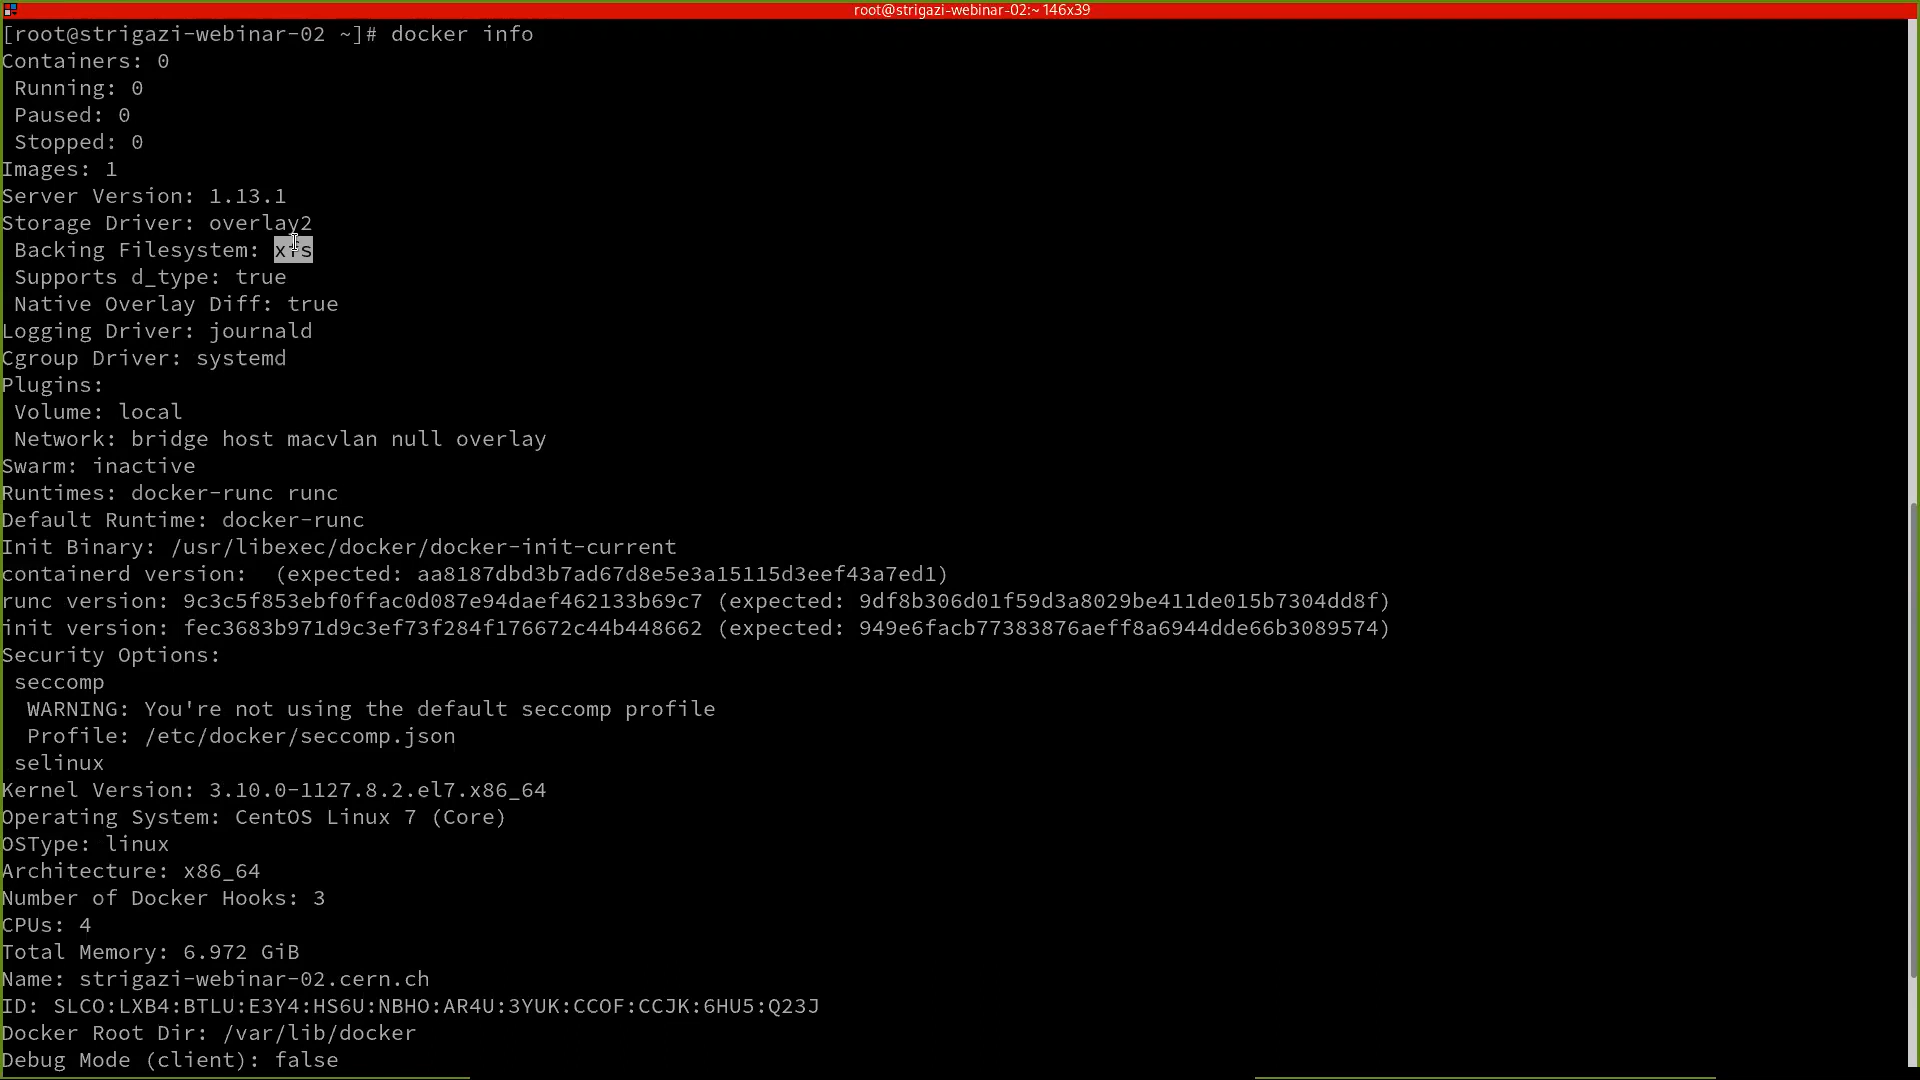 root@strigazi-webinar-02:~ 146x39
[root@strigazi-webinar-02 ~]# docker info
Containers: 0
 Running: 0
 Paused: 0
 Stopped: 0
Images: 1
Server Version: 1.13.1
Storage Driver: overlay2
 Backing Filesystem: xfs
 Supports d_type: true
 Native Overlay Diff: true
Logging Driver: journald
Cgroup Driver: systemd
Plugins:
 Volume: local
 Network: bridge host macvlan null overlay
Swarm: inactive
Runtimes: docker-runc runc
Default Runtime: docker-runc
Init Binary: /usr/libexec/docker/docker-init-current
containerd version:  (expected: aa8187dbd3b7ad67d8e5e3a15115d3eef43a7ed1)
runc version: 9c3c5f853ebf0ffac0d087e94daef462133b69c7 (expected: 9df8b306d01f59d3a8029be411de015b7304dd8f)
init version: fec3683b971d9c3ef73f284f176672c44b448662 (expected: 949e6facb77383876aeff8a6944dde66b3089574)
Security Options:
 seccomp
  WARNING: You're not using the default seccomp profile
  Profile: /etc/docker/seccomp.json
 selinux
Kernel Version: 3.10.0-1127.8.2.el7.x86_64
Operating System: CentOS Linux 7 (Core)
OSType: linux
Architecture: x86_64
Number of Docker Hooks: 3
CPUs: 4
Total Memory: 6.972 GiB
Name: strigazi-webinar-02.cern.ch
ID: SLCO:LXB4:BTLU:E3Y4:HS6U:NBHO:AR4U:3YUK:CCOF:CCJK:6HU5:Q23J
Docker Root Dir: /var/lib/docker
Debug Mode (client): false